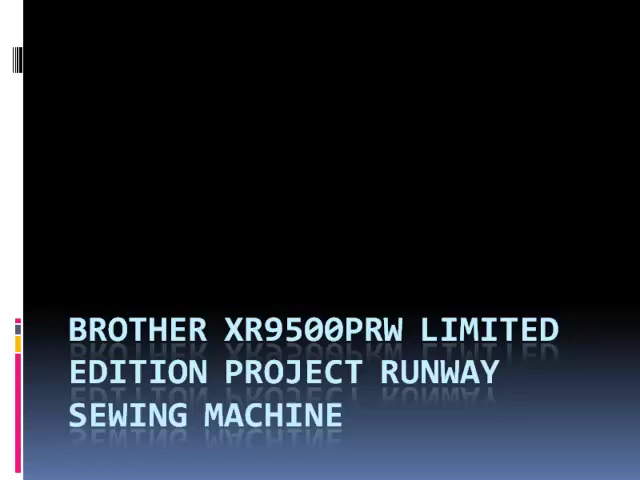 BROTHER XR9500PRW LIMITED
EDITION PROJECT RUNWAY
SEWING MACHINE